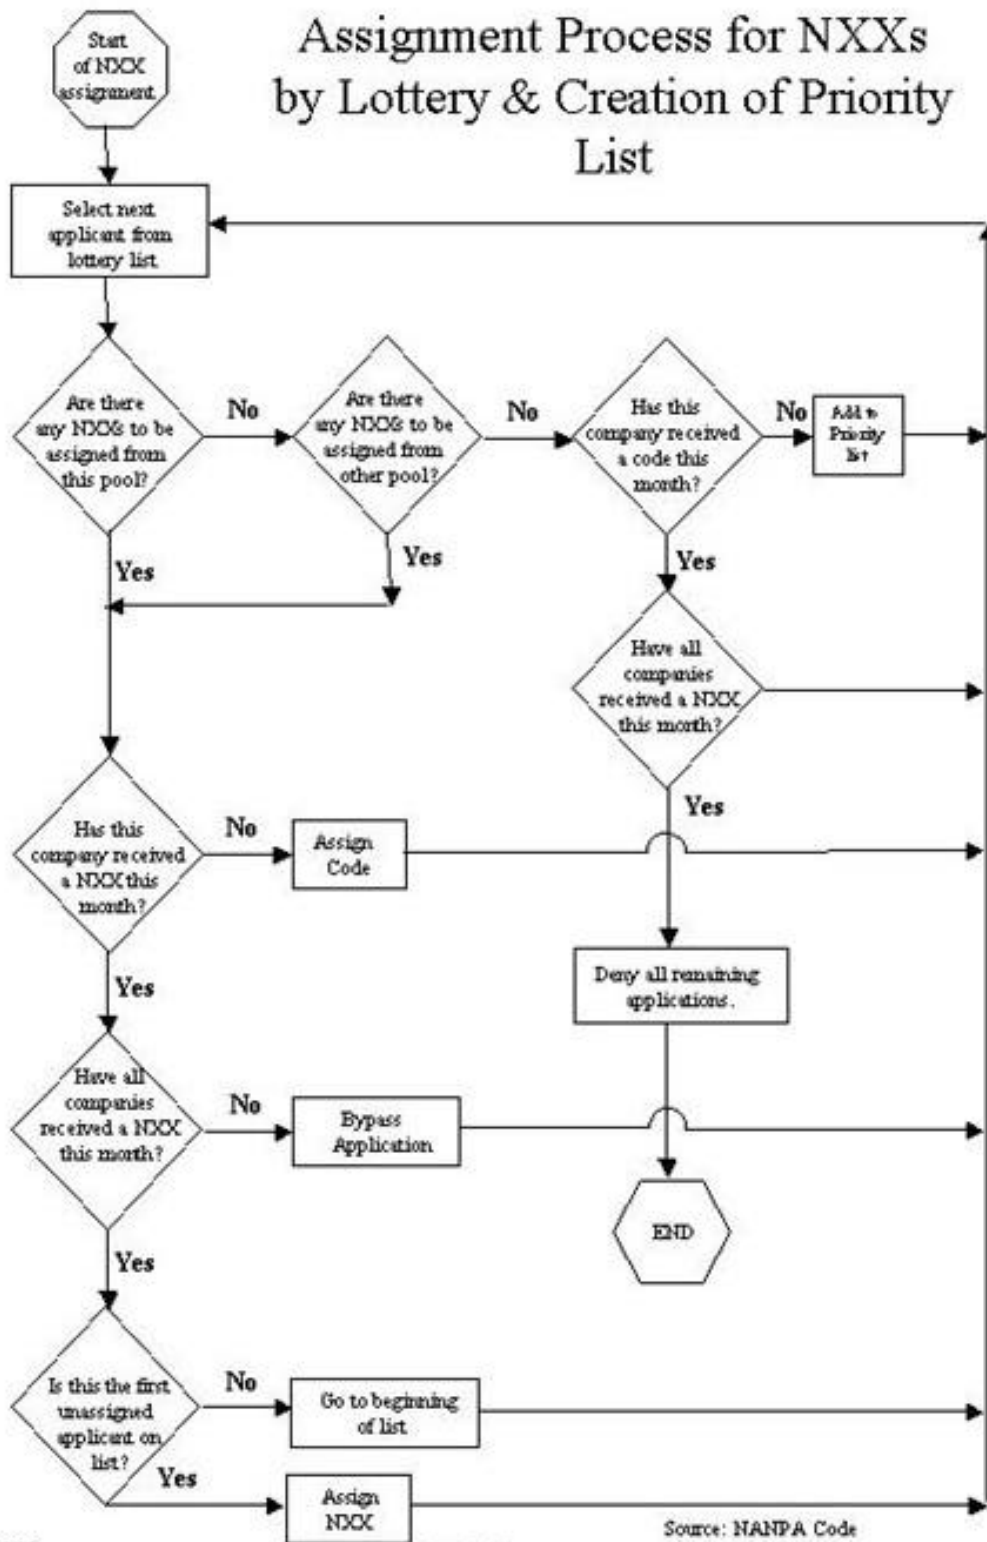 Assignment Process for NXXs
by Lottery & Creation of Priority
List
Start
of NXX
assignment
Select next
applicant from
lottery list
Are there
any NXXs to be
assigned from
this pool?
No
Yes
Are there
any NXXs to be
assigned from
other pool?
No
Yes
Has this
company received
a code this
month?
No
Yes
Add to
Priority
list
Have all
companies
received a NXX
this month?
Yes
Has this
company received
a NXX this
month?
No
Yes
Assign
Code
Deny all remaining
applications.
Have all
companies
received a NXX
this month?
No
Yes
Bypass
Application
END
Is this the first
unassigned
applicant on
list?
No
Yes
Go to beginning
of list
Assign
NXX
Source: NANPA Code